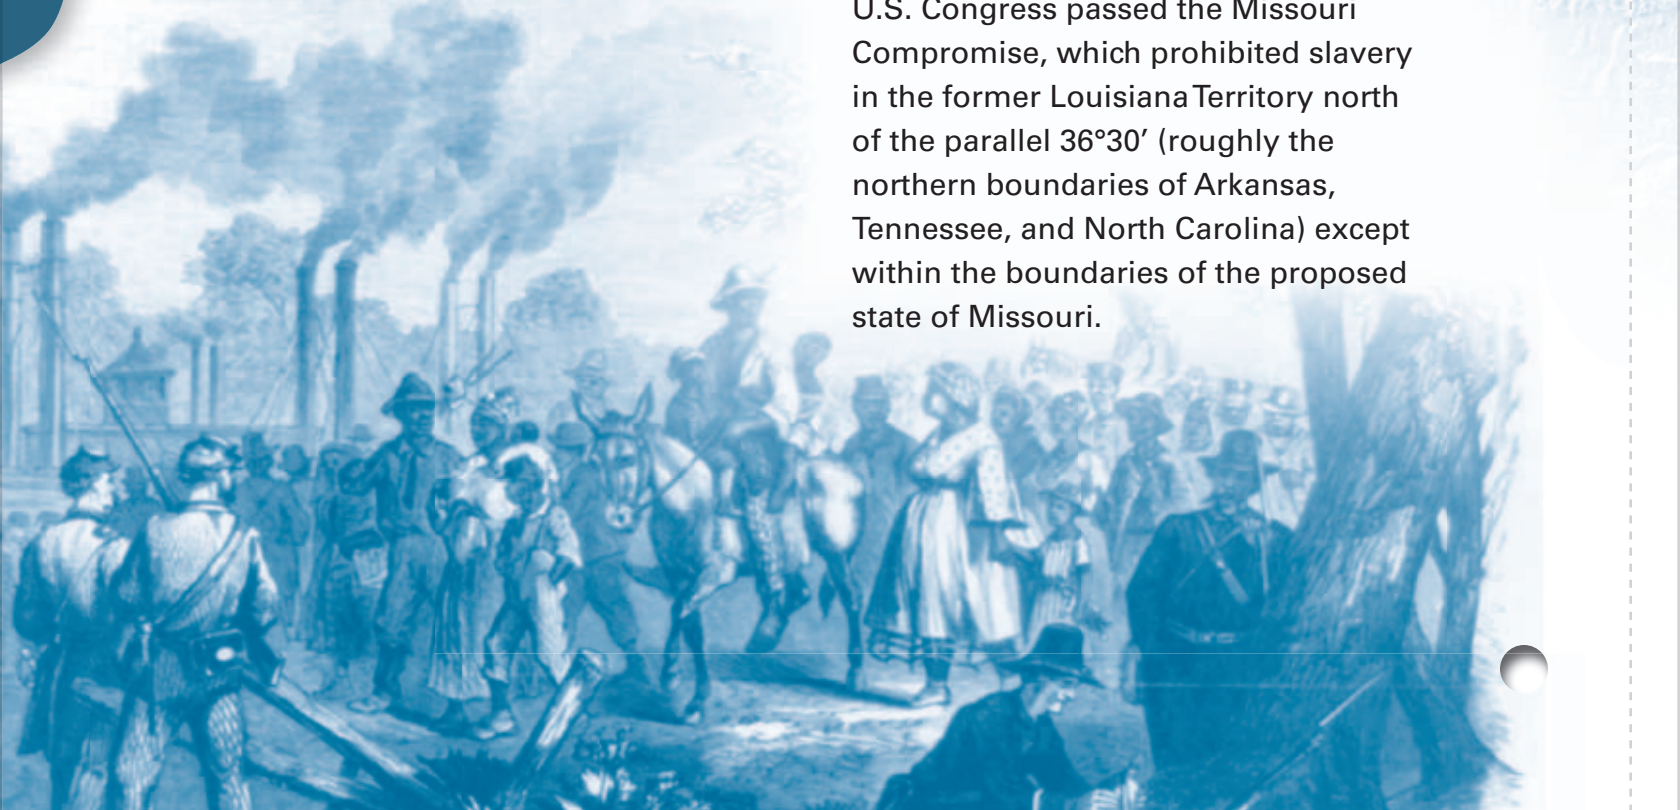 U.S. Congress passed the Missouri
Compromise, which prohibited slavery
in the former Louisiana Territory north
of the parallel 36°30’ (roughly the
northern boundaries of Arkansas,
Tennessee, and North Carolina) except
within the boundaries of the proposed
state of Missouri.